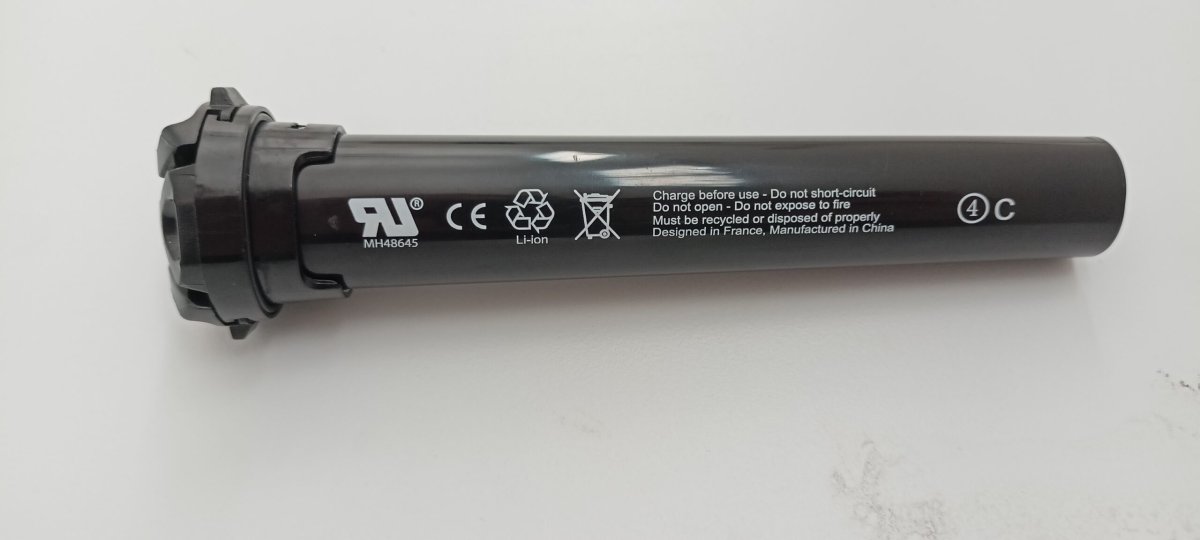 RU®
MH48645
CE
Li-Ion
Charge before use - Do not short-circuit
Do not open - Do not expose to fire
Must be recycled or disposed of properly
Designed in France, Manufactured in China
④ C